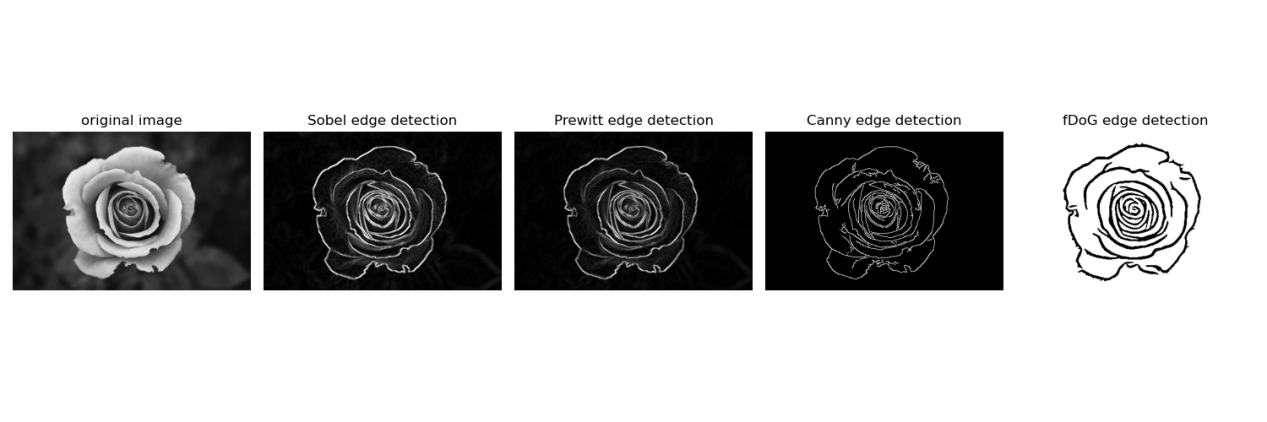 original image
Sobel edge detection
Prewitt edge detection
Canny edge detection
fDoG edge detection